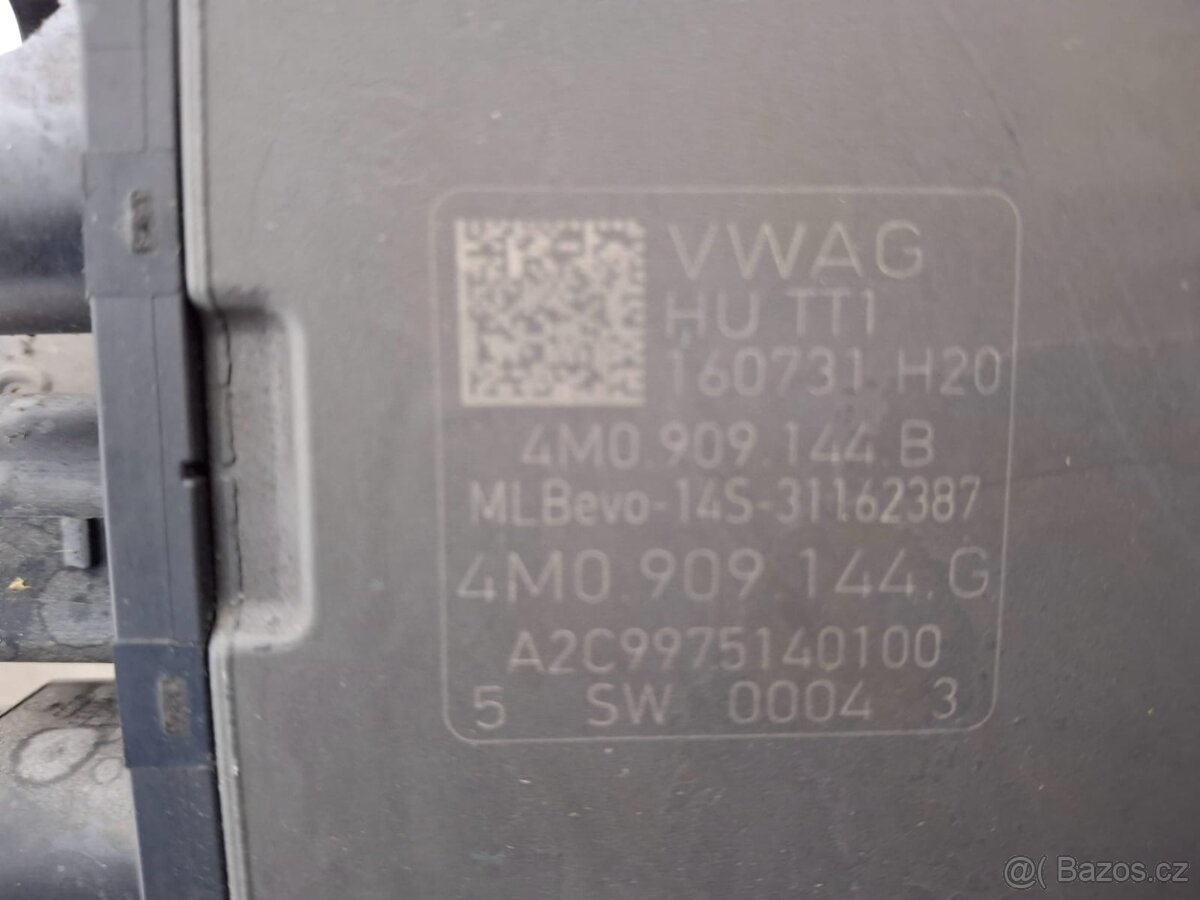 VWAG
HU TT1
160731 H20
4M0.909.144.B
MLBevo-14S-31162387
4M0.909.144.G
A2C9975140100
5 SW 0004 3
@( Bazos.cz